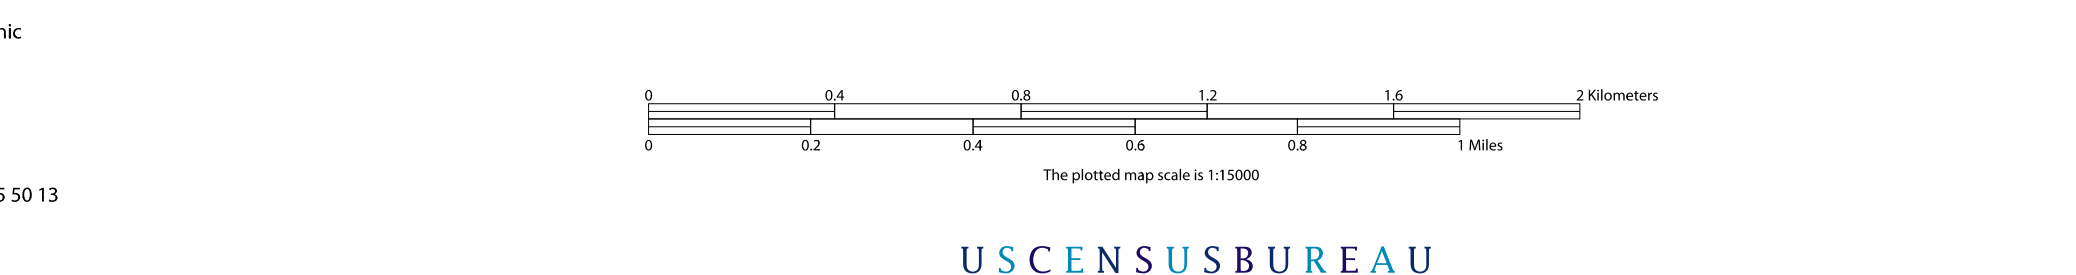 nic
0 0.4 0.8 1.2 1.6 2 Kilometers
0 0.2 0.4 0.6 0.8 1 Miles
The plotted map scale is 1:15000
5 50 13
USCENSUSBUREAU